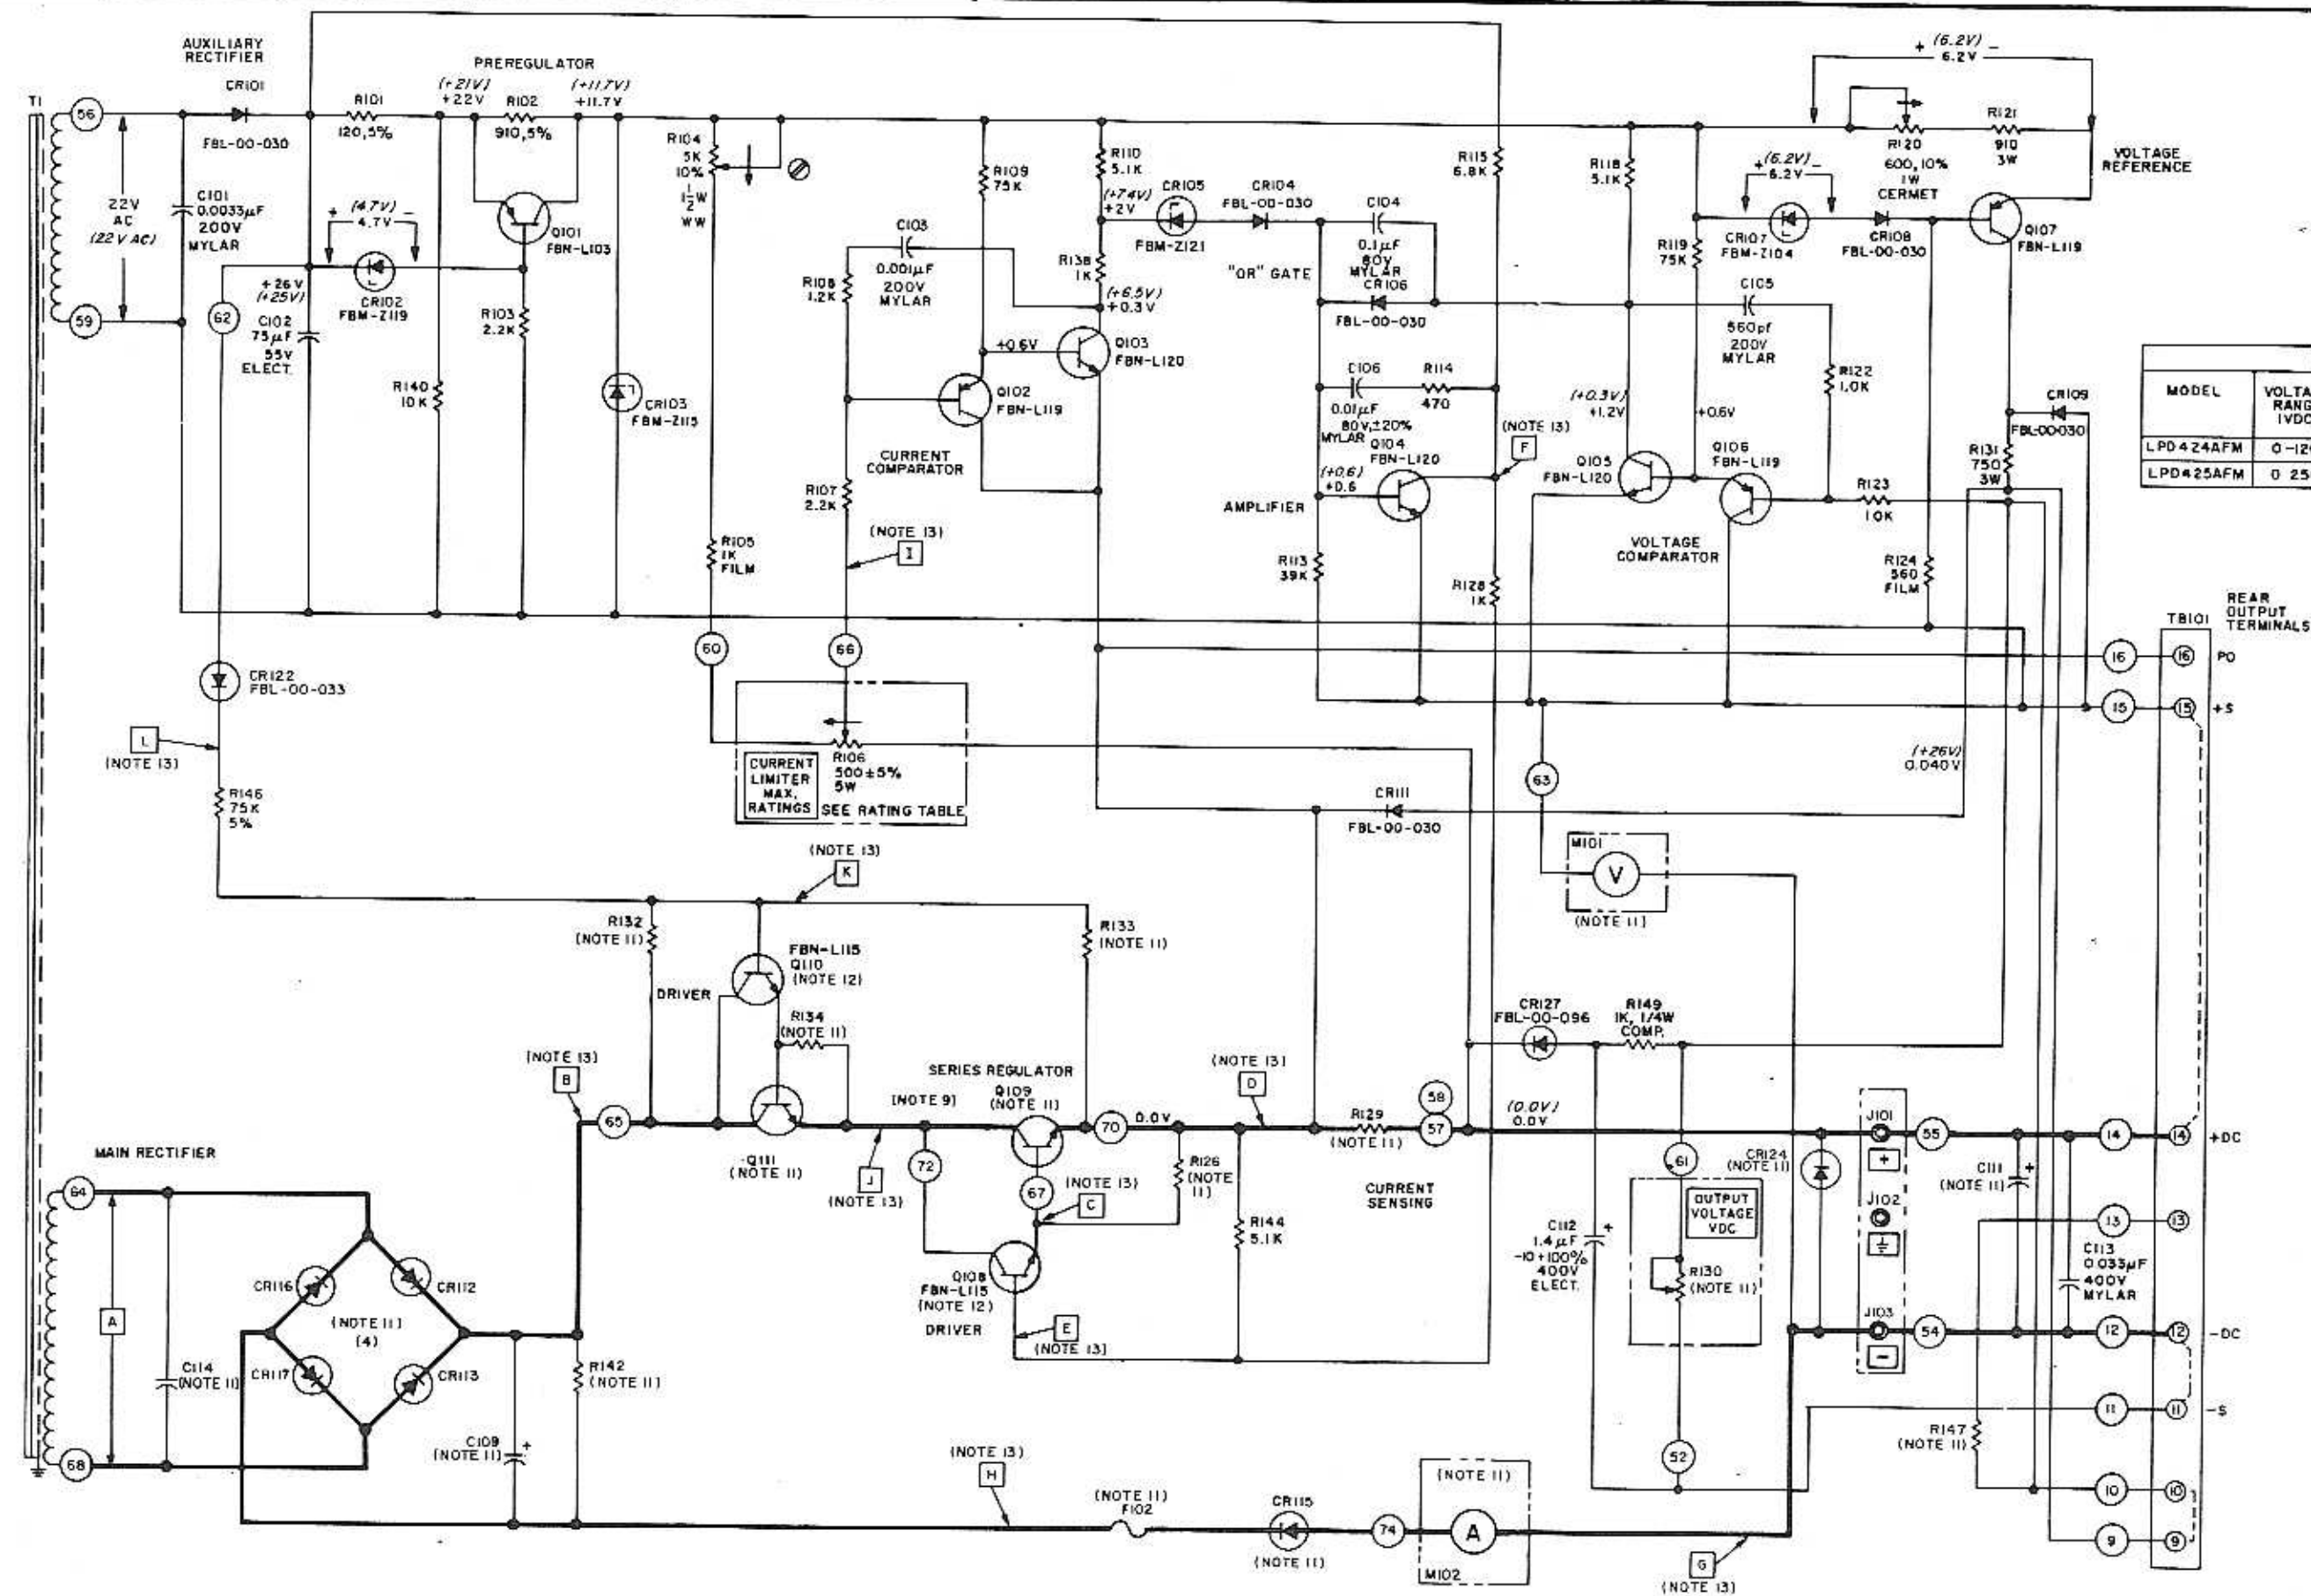 AUXILIARY
RECTIFIER
CR101
FBL-00-030
T1
56
59
22V
AC
(22V AC)
C101
0.0033µF
200V
MYLAR
R101
120,5%
(+21V)
+22V
PREREGULATOR
R102
910,5%
(+11.7V)
+11.7V
Q101
FBN-L103
+ (4.7V) -
4.7V
CR102
FBM-Z119
+26V
(+25V)
62
C102
75µF
55V
ELECT.
R103
2.2K
R140
10K
CR103
FBM-Z115
R104
5K
10%
1½W
WW
R105
1K
FILM
60
R108
1.2K
C103
0.001µF
200V
MYLAR
R107
2.2K
(NOTE 13)
I
66
R109
75K
+0.6V
Q102
FBN-L119
CURRENT
COMPARATOR
R110
5.1K
(+7.4V)
+2V
R138
1K
(+6.5V)
+0.3V
Q103
FBN-L120
CR105
FBM-Z121
CR104
FBL-00-030
"OR" GATE
C104
0.1µF
80V
MYLAR
CR106
FBL-00-030
C106
0.01µF
80V,±20%
MYLAR
R114
470
R115
6.8K
Q104
FBN-L120
(+0.6)
+0.6
AMPLIFIER
R113
39K
(NOTE 13)
F
R128
1K
R118
5.1K
R119
75K
C105
560pf
200V
MYLAR
R122
1.0K
(+0.3V)
+1.2V
+0.6V
Q105
FBN-L120
Q106
FBN-L119
VOLTAGE
COMPARATOR
R123
10K
+ (6.2V) -
6.2V
R120
600,10%
1W
CERMET
R121
910
3W
VOLTAGE
REFERENCE
+(6.2V)-
6.2V
CR107
FBM-Z104
CR108
FBL-00-030
Q107
FBN-L119
R124
560
FILM
CR109
FBL-00-030
R131
750
3W
MODEL
LPD424AFM
LPD425AFM
REAR
OUTPUT
TERMINALS
TB101
16
16
PO
15
15
+S
CR122
FBL-00-033
L
(NOTE 13)
R146
75K
5%
CURRENT
LIMITER
MAX.
RATINGS
R106
500±5%
5W
SEE RATING TABLE
63
(+26V)
0.040V
CR111
FBL-00-030
M101
V
(NOTE 11)
(NOTE 13)
K
R132
(NOTE 11)
FBN-L115
Q110
(NOTE 12)
DRIVER
R134
(NOTE 11)
R133
(NOTE 11)
(NOTE 13)
B
65
Q111
(NOTE 11)
(NOTE 9)
J
(NOTE 13)
SERIES REGULATOR
Q109
(NOTE 11)
70
0.0V
72
67
(NOTE 13)
C
Q108
FBN-L115
(NOTE 12)
DRIVER
E
(NOTE 13)
R126
(NOTE
11)
(NOTE 13)
D
R144
5.1K
R129
(NOTE 11)
58
57
CURRENT
SENSING
(0.0V)
0.0V
CR127
FBL-00-096
R149
1K, 1/4W
COMP.
61
CR124
(NOTE 11)
C112
1.4µF
-10+100%
400V
ELECT.
OUTPUT
VOLTAGE
VDC
R130
(NOTE 11)
52
J101
+
J102
J103
-
55
54
C111
(NOTE 11)
+
C113
0.033µF
400V
MYLAR
14
14
+DC
13
13
12
12
-DC
11
11
-S
R147
(NOTE 11)
10
10
9
9
MAIN RECTIFIER
64
68
A
C114
(NOTE 11)
CR116
CR112
(NOTE 11)
(4)
CR117
CR113
C109
(NOTE 11)
+
R142
(NOTE 11)
(NOTE 13)
H
(NOTE 11)
F102
CR115
(NOTE 11)
74
(NOTE 11)
A
M102
G
(NOTE 13)